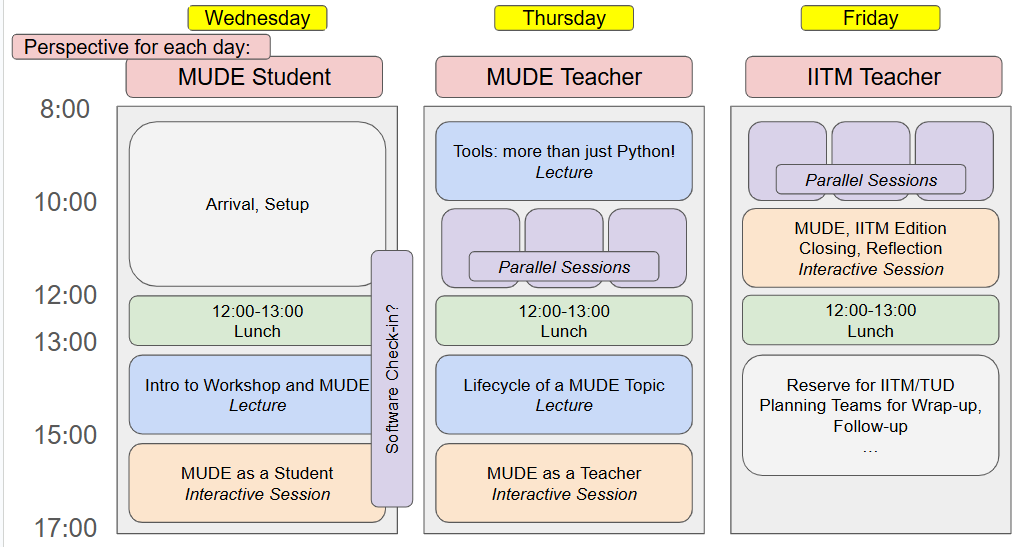 Wednesday
Thursday
Friday
Perspective for each day:
MUDE Student
MUDE Teacher
IITM Teacher
8:00
10:00
12:00
13:00
15:00
17:00
Arrival, Setup
12:00-13:00
Lunch
Intro to Workshop and MUDE
Lecture
MUDE as a Student
Interactive Session
Software Check-in?
Tools: more than just Python!
Lecture
Parallel Sessions
12:00-13:00
Lunch
Lifecycle of a MUDE Topic
Lecture
MUDE as a Teacher
Interactive Session
Parallel Sessions
MUDE, IITM Edition
Closing, Reflection
Interactive Session
12:00-13:00
Lunch
Reserve for IITM/TUD
Planning Teams for Wrap-up,
Follow-up
…